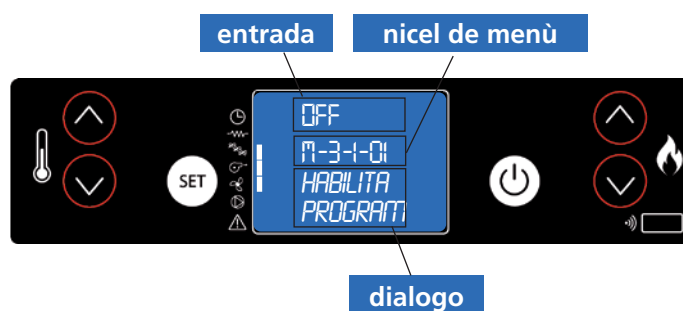 entrada
nicel de menù
OFF
M-3-1-01
HABILITA
PROGRAM
SET
dialogo